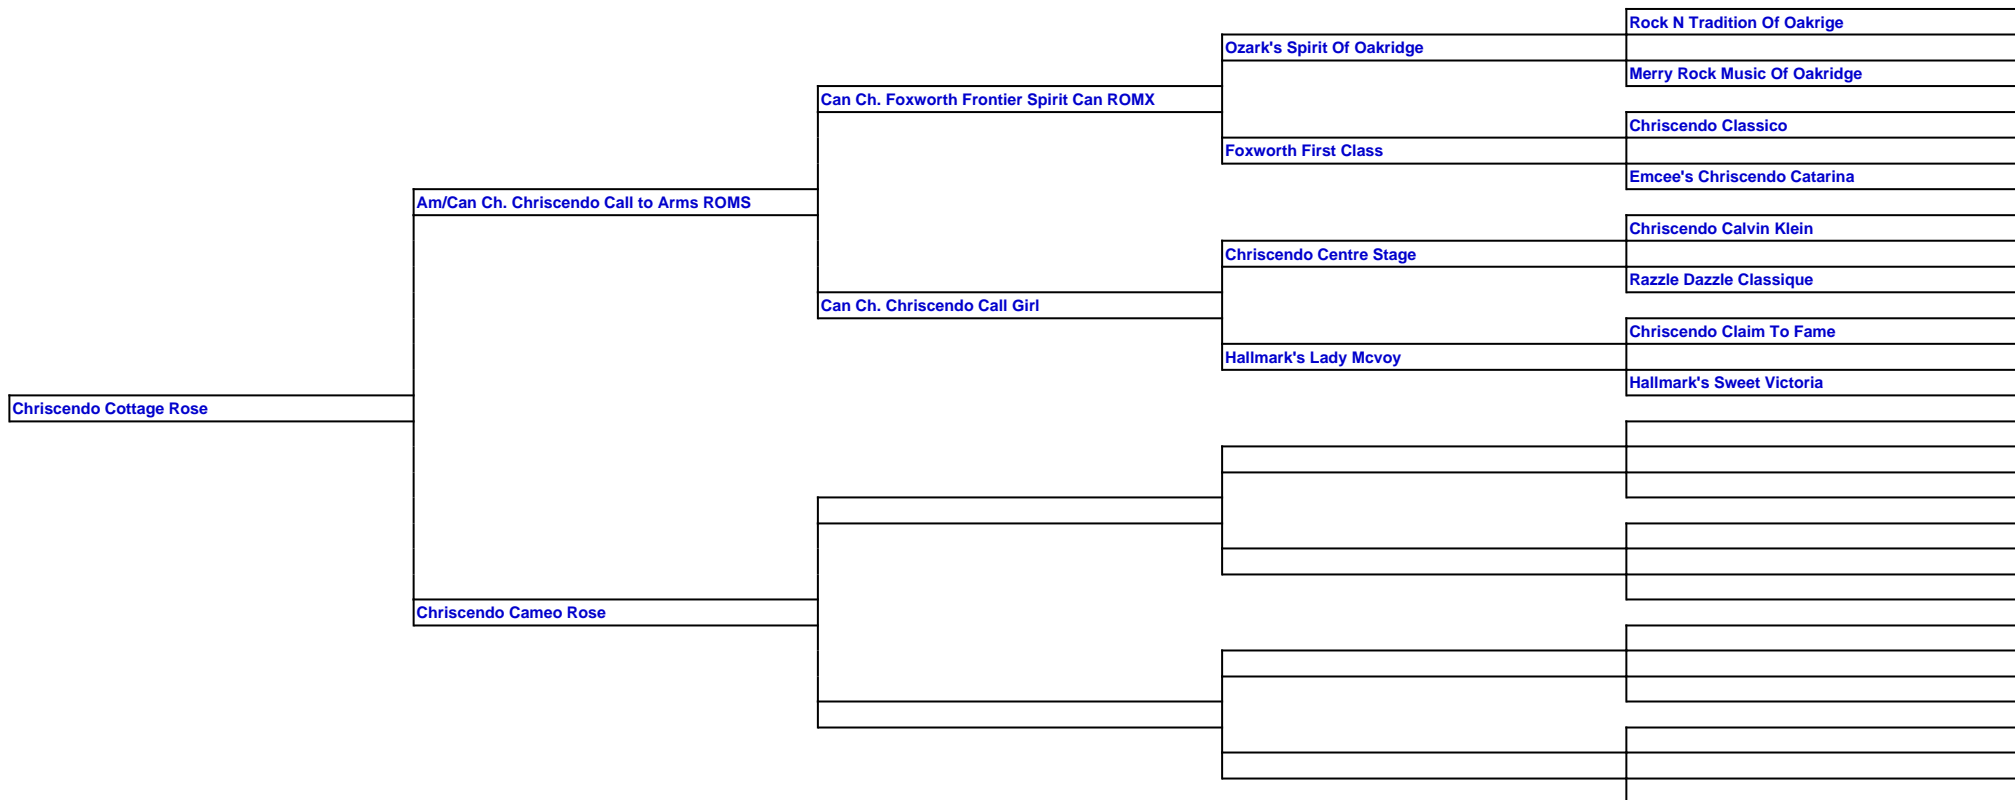 Rock N Tradition Of Oakrige
Ozark's Spirit Of Oakridge
Merry Rock Music Of Oakridge
Can Ch. Foxworth Frontier Spirit Can ROMX
Chriscendo Classico
Foxworth First Class
Emcee's Chriscendo Catarina
Am/Can Ch. Chriscendo Call to Arms ROMS
Chriscendo Calvin Klein
Chriscendo Centre Stage
Razzle Dazzle Classique
Can Ch. Chriscendo Call Girl
Chriscendo Claim To Fame
Hallmark's Lady Mcvoy
Hallmark's Sweet Victoria
Chriscendo Cottage Rose
Chriscendo Cameo Rose